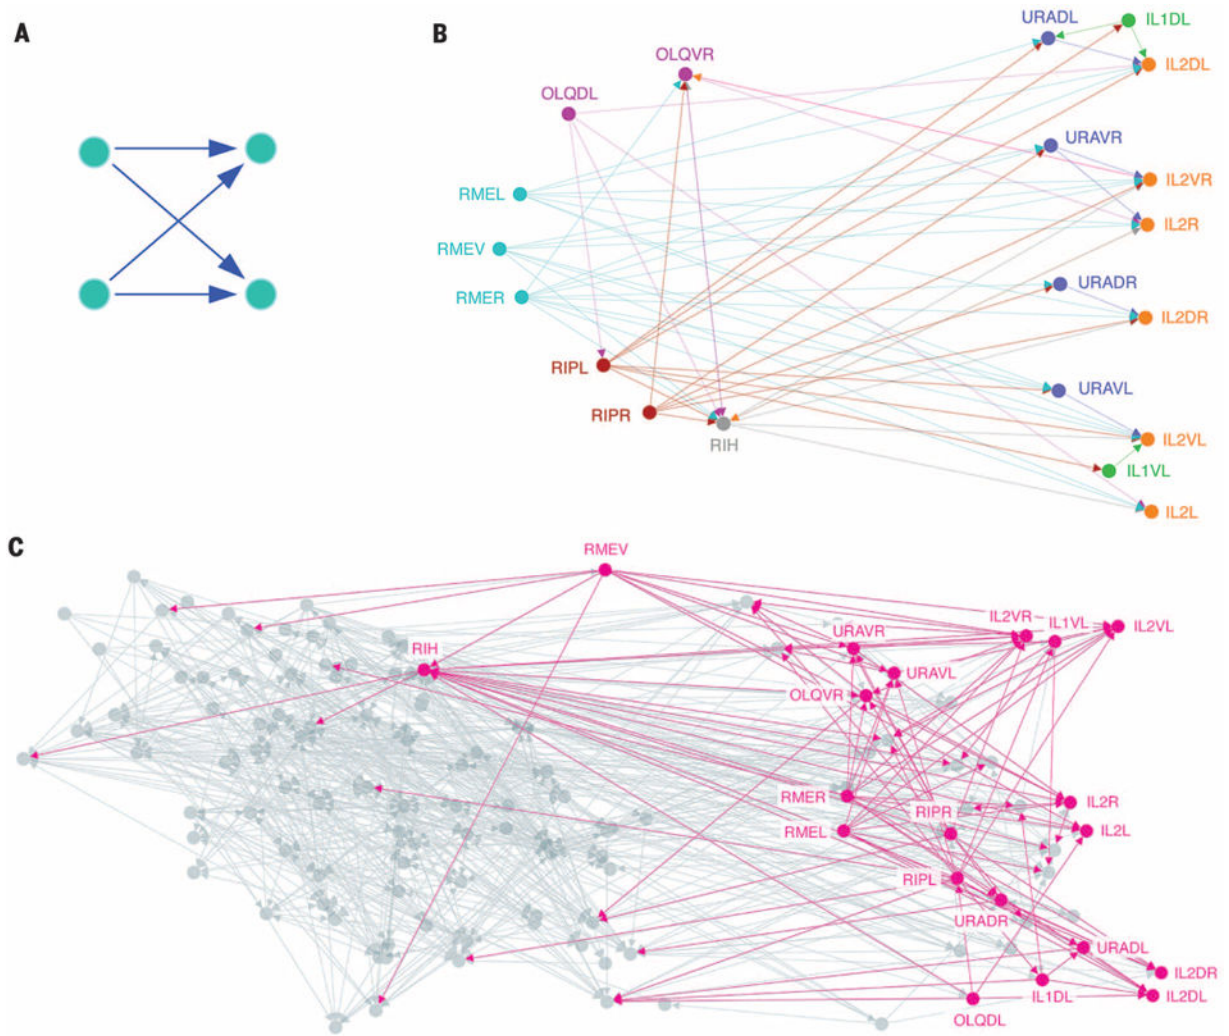 A
B
URADL
IL1DL
OLQVR
IL2DL
OLQDL
URAVR
RMEL
IL2VR
IL2R
RMEV
URADR
RMER
IL2DR
RIPL
URAVL
RIPR
IL2VL
RIH
IL1VL
IL2L
C
RMEV
IL2VR
IL1VL
IL2VL
URAVR
RIH
URAVL
OLQVR
RMER
IL2R
RIPR
RMEL
IL2L
RIPL
URADR
URADL
IL2DR
IL1DL
IL2DL
OLQDL